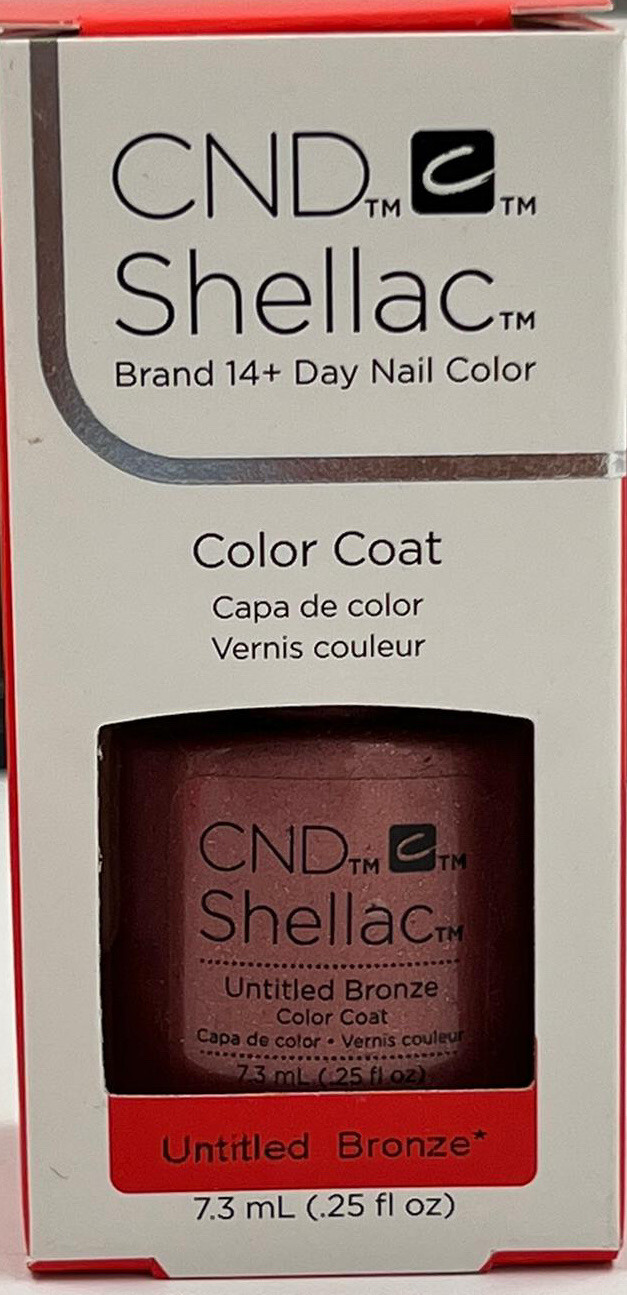 CND™ C™
Shellac™
Brand 14+ Day Nail Color
Color Coat
Capa de color
Vernis couleur
CND™ C™
Shellac™
Untitled Bronze
Color Coat
Capa de color • Vernis couleur
7.3 mL (.25 fl oz)
Untitled Bronze*
7.3 mL (.25 fl oz)